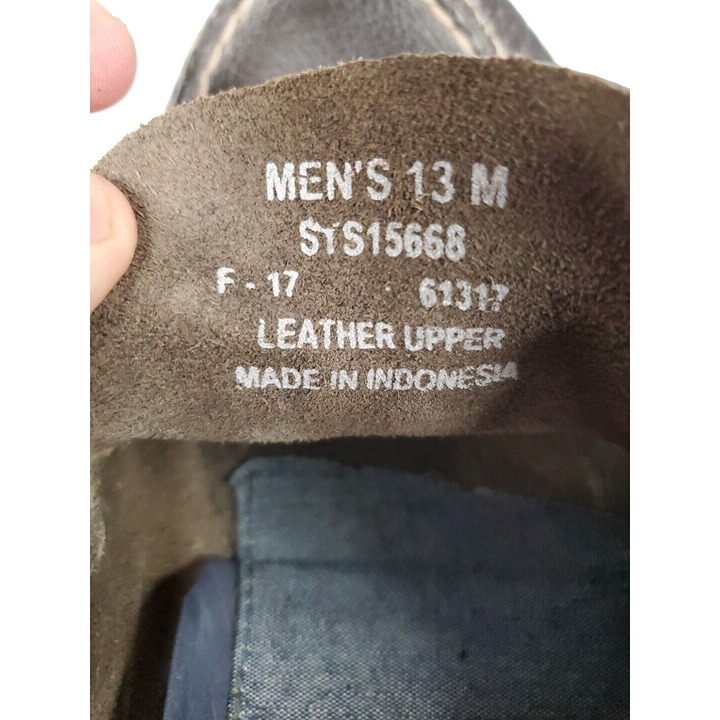 MEN'S 13 M
STS15668
F - 17 61317
LEATHER UPPER
MADE IN INDONESIA